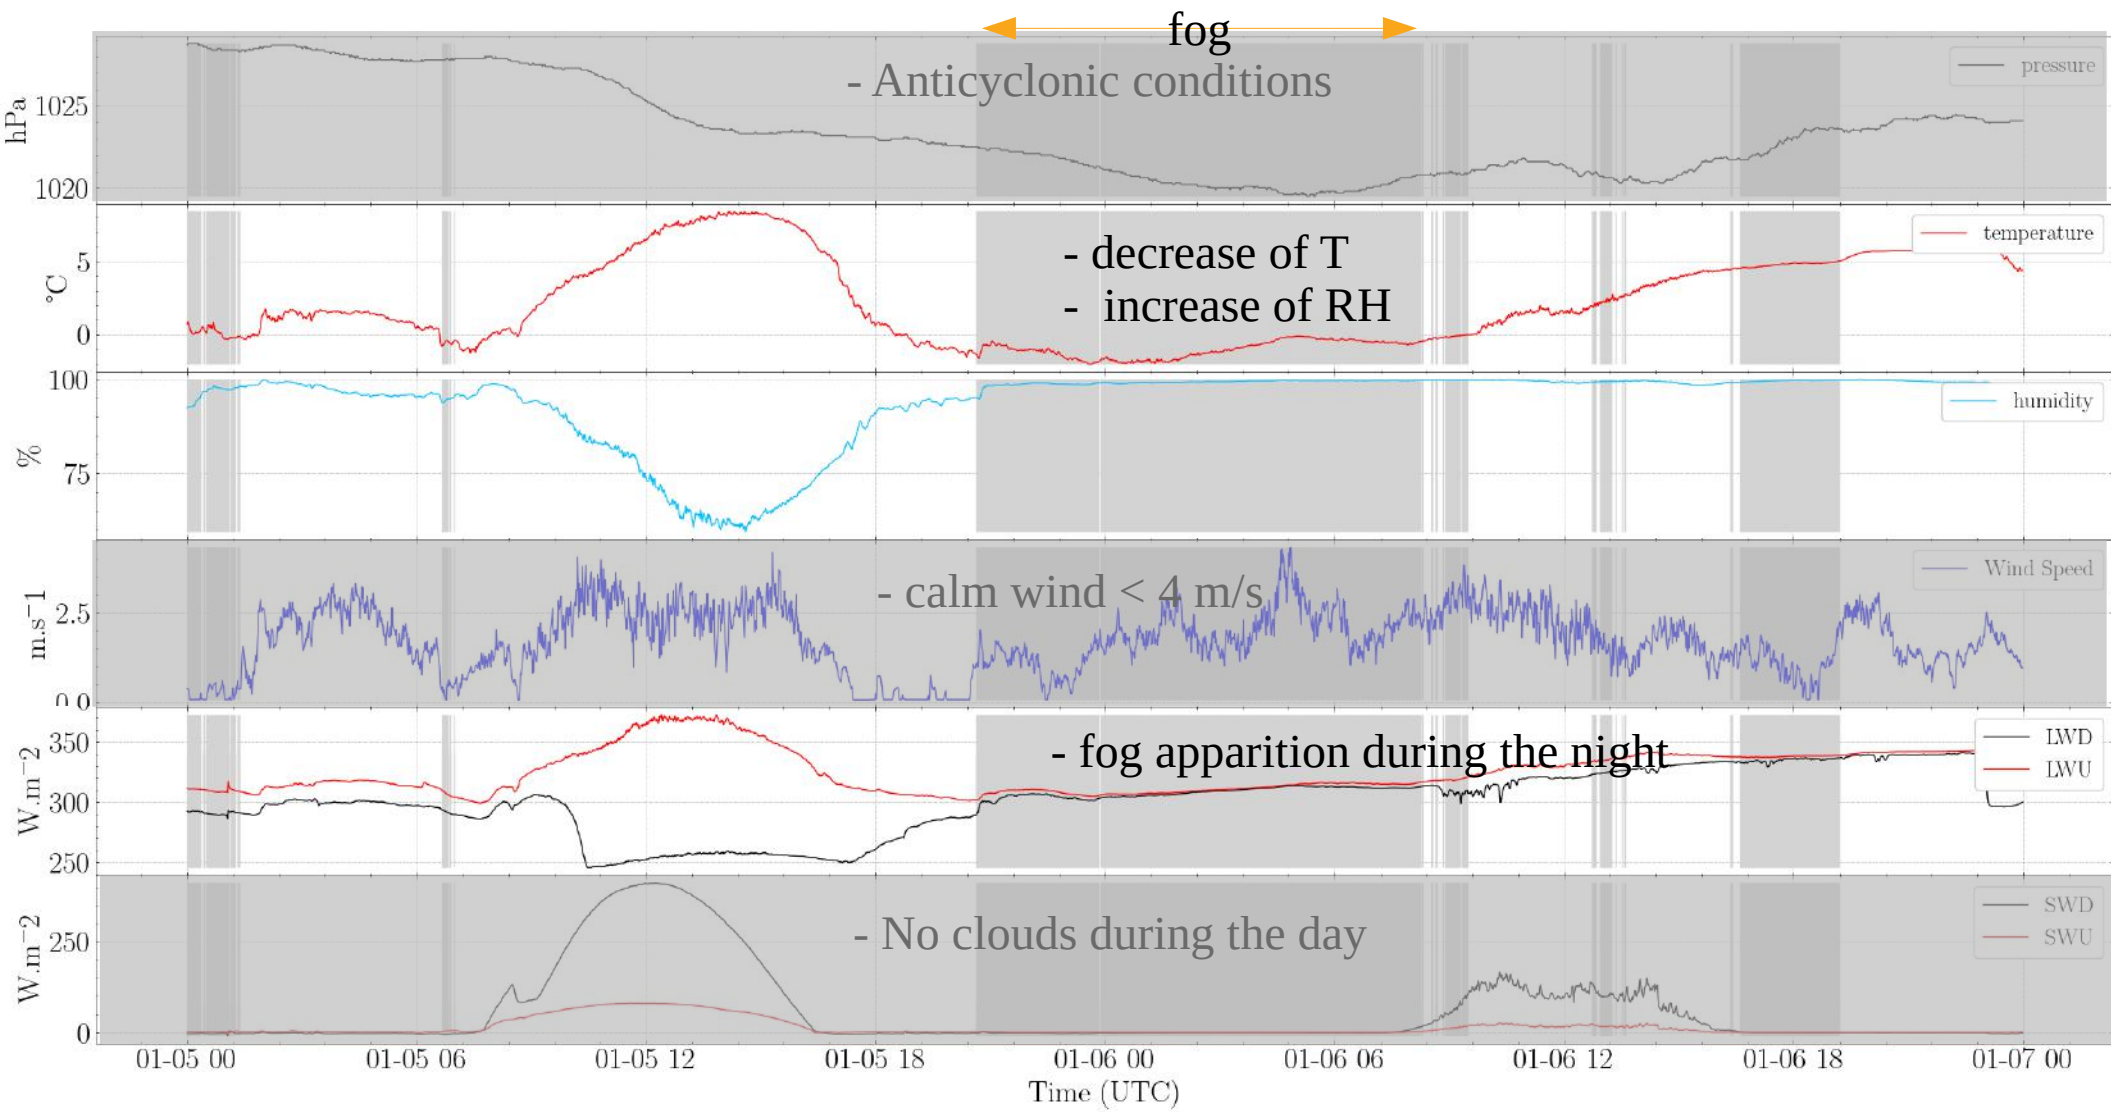 fog
- Anticyclonic conditions
pressure
hPa
1025
1020
temperature
- decrease of T
- increase of RH
°C
5
0
humidity
%
100
75
Wind Speed
- calm wind < 4 m/s
m.s−1
2.5
0.0
LWD
LWU
- fog apparition during the night
W.m−2
350
300
250
SWD
SWU
- No clouds during the day
W.m−2
250
0
01-05 00 01-05 06 01-05 12 01-05 18 01-06 00 01-06 06 01-06 12 01-06 18 01-07 00
Time (UTC)